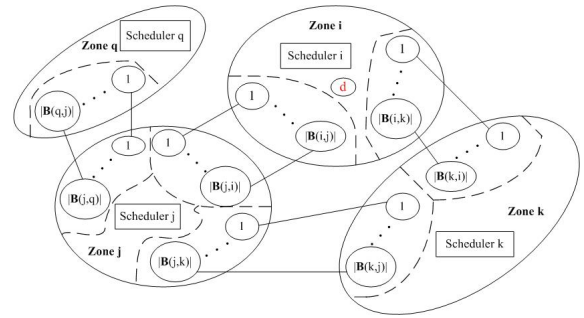 Zone q
Scheduler q
1
|B(q,j)|
Zone i
Scheduler i
d
1
|B(i,j)|
1
|B(i,k)|
1
|B(j,q)|
1
|B(j,i)|
Scheduler j
Zone j
1
|B(j,k)|
1
|B(k,i)|
1
|B(k,j)|
Zone k
Scheduler k